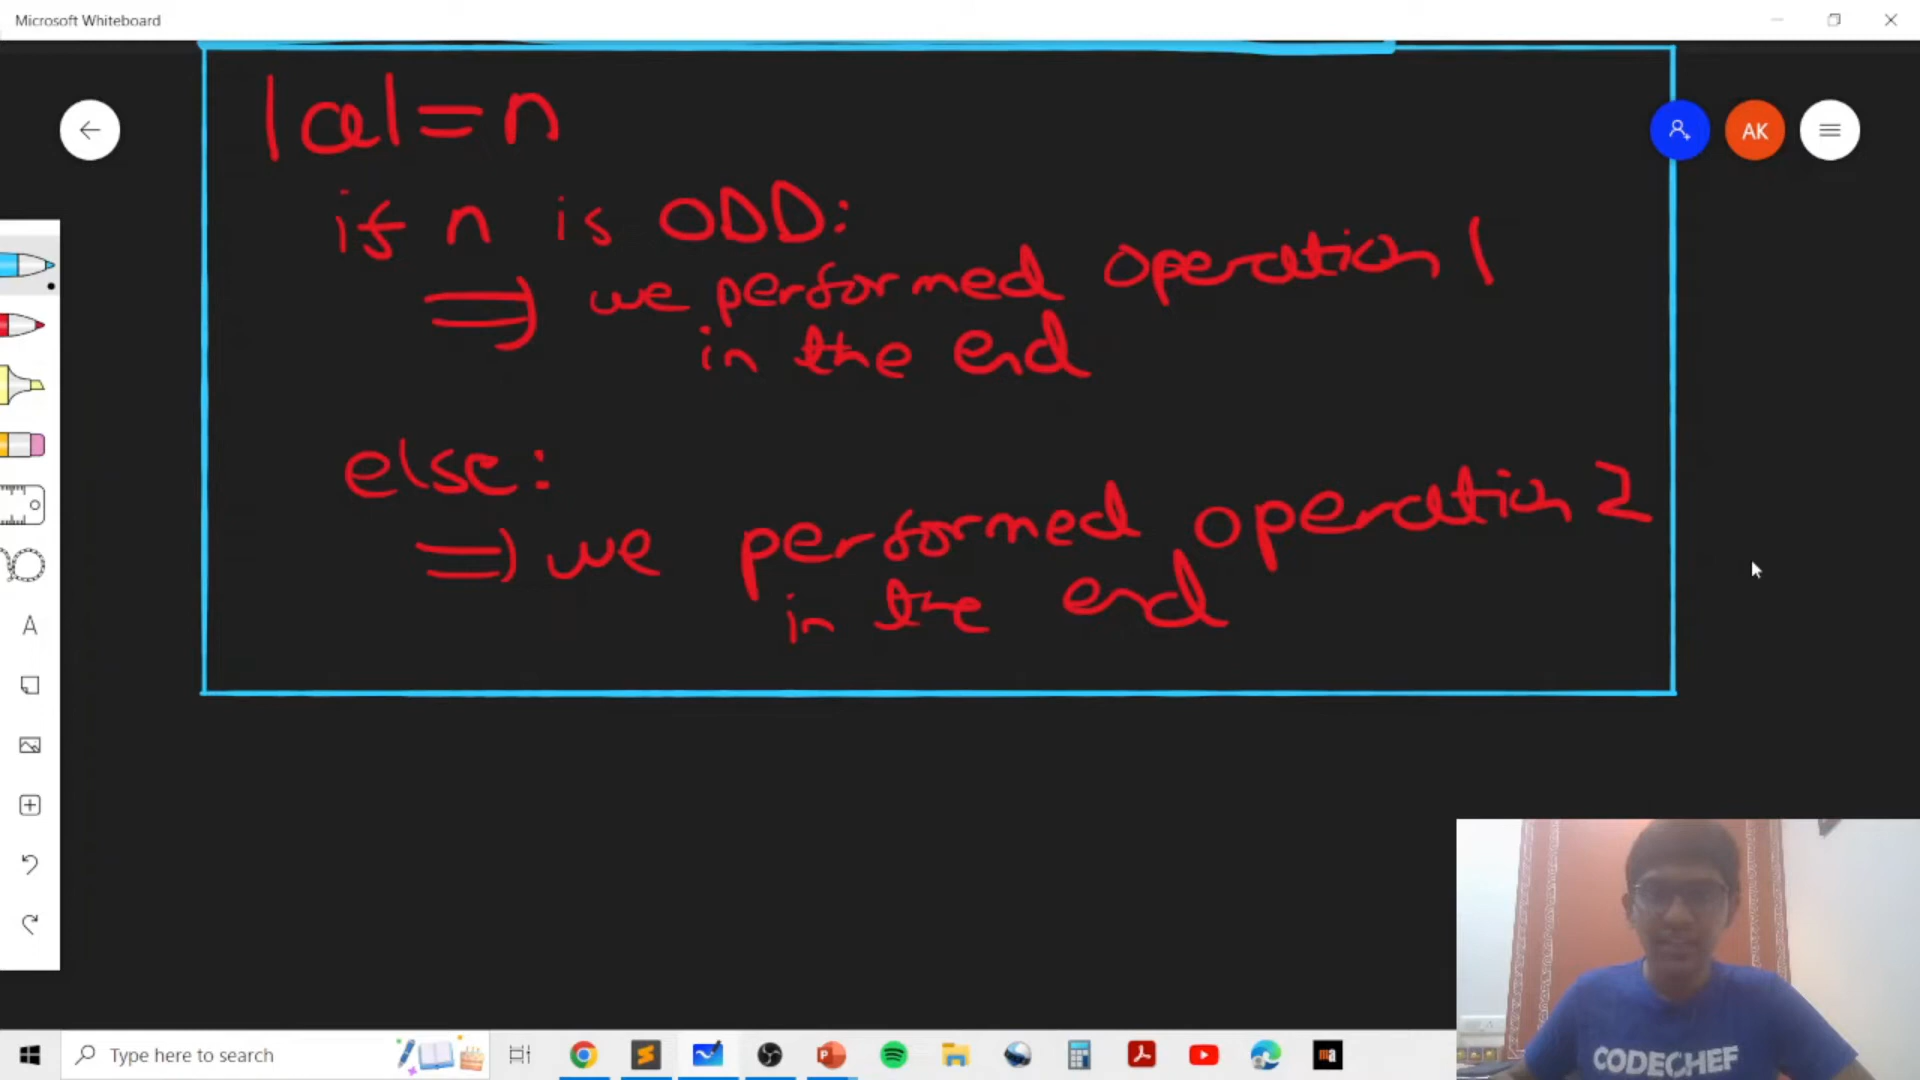 Microsoft Whiteboard
|a| = n
AK
if n is ODD:
=> we performed operation 1
in the end
else:
=> we performed operation 2
in the end
A
CODECHEF
Type here to search
ma